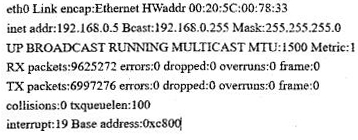 eth0 Link encap:Ethernet HWaddr 00:20:5C:00:78:33
inet addr:192.168.0.5 Bcast:192.168.0.255 Mask:255.255.255.0
UP BROADCAST RUNNING MULTICAST MTU:1500 Metric:1
RX packets:9625272 errors:0 dropped:0 overruns:0 frame:0
TX packets:6997276 errors:0 dropped:0 overruns:0 frame:0
collisions:0 txqueuelen:100
interrupt:19 Base address:0xc800